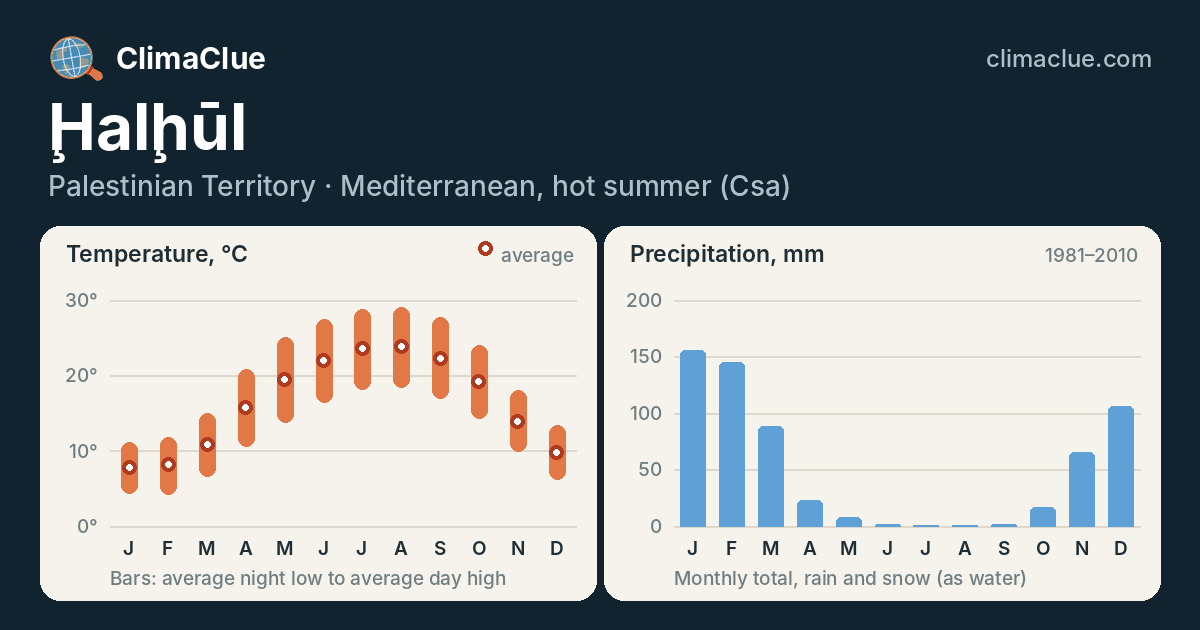 ClimaClue
climaclue.com
Ḩalḩūl
Palestinian Territory · Mediterranean, hot summer (Csa)
Temperature, °C
average
30°
20°
10°
0°
J F M A M J J A S O N D
Bars: average night low to average day high
Precipitation, mm
1981–2010
200
150
100
50
0
J F M A M J J A S O N D
Monthly total, rain and snow (as water)